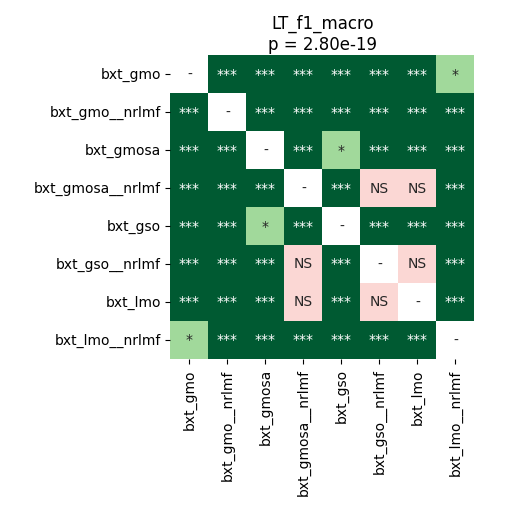 LT_f1_macro
p = 2.80e-19
bxt_gmo - *** *** *** *** *** *** *
bxt_gmo__nrlmf *** - *** *** *** *** *** ***
bxt_gmosa *** *** - *** * *** *** ***
bxt_gmosa__nrlmf *** *** *** - *** NS NS ***
bxt_gso *** *** * *** - *** *** ***
bxt_gso__nrlmf *** *** *** NS *** - NS ***
bxt_lmo *** *** *** NS *** NS - ***
bxt_lmo__nrlmf * *** *** *** *** *** *** -
bxt_gmo
bxt_gmo__nrlmf
bxt_gmosa
bxt_gmosa__nrlmf
bxt_gso
bxt_gso__nrlmf
bxt_lmo
bxt_lmo__nrlmf